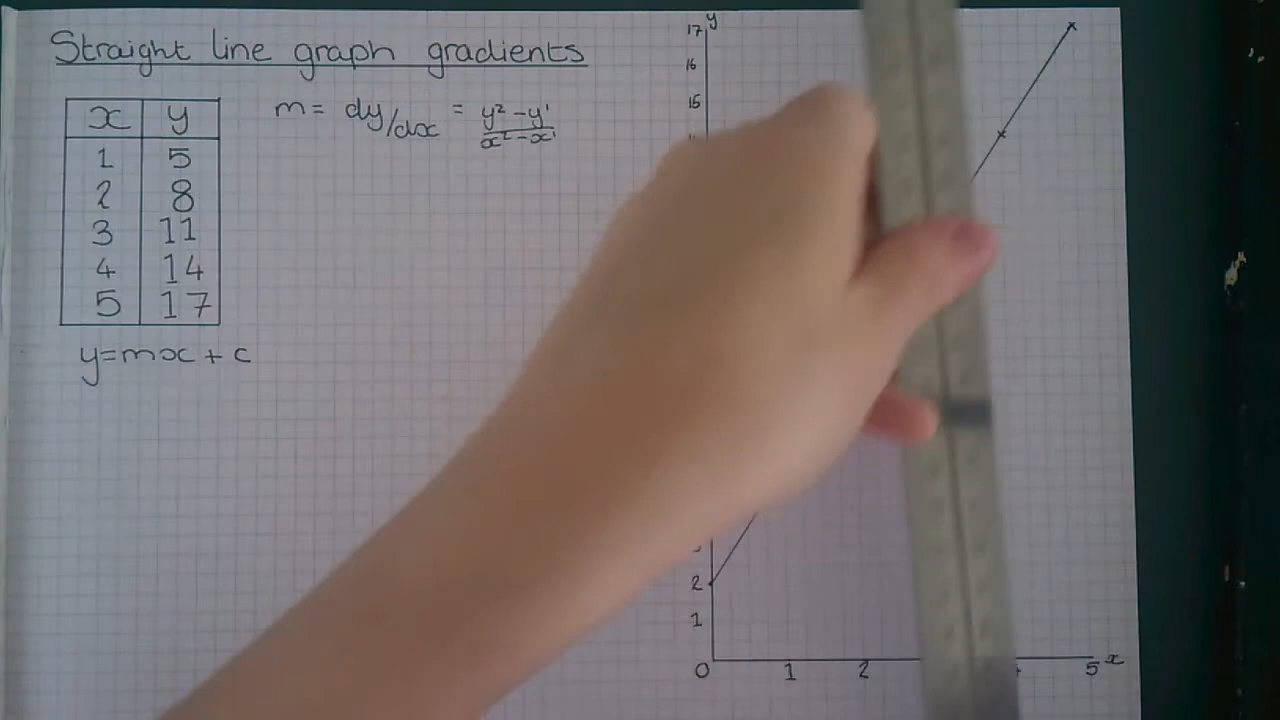 Straight line graph gradients
m = dy/dx = y² - y¹
x² - x¹
x y
1 5
2 8
3 11
4 14
5 17
y = mx + c
17 y
16
15
2
1
0 1 2 5 x